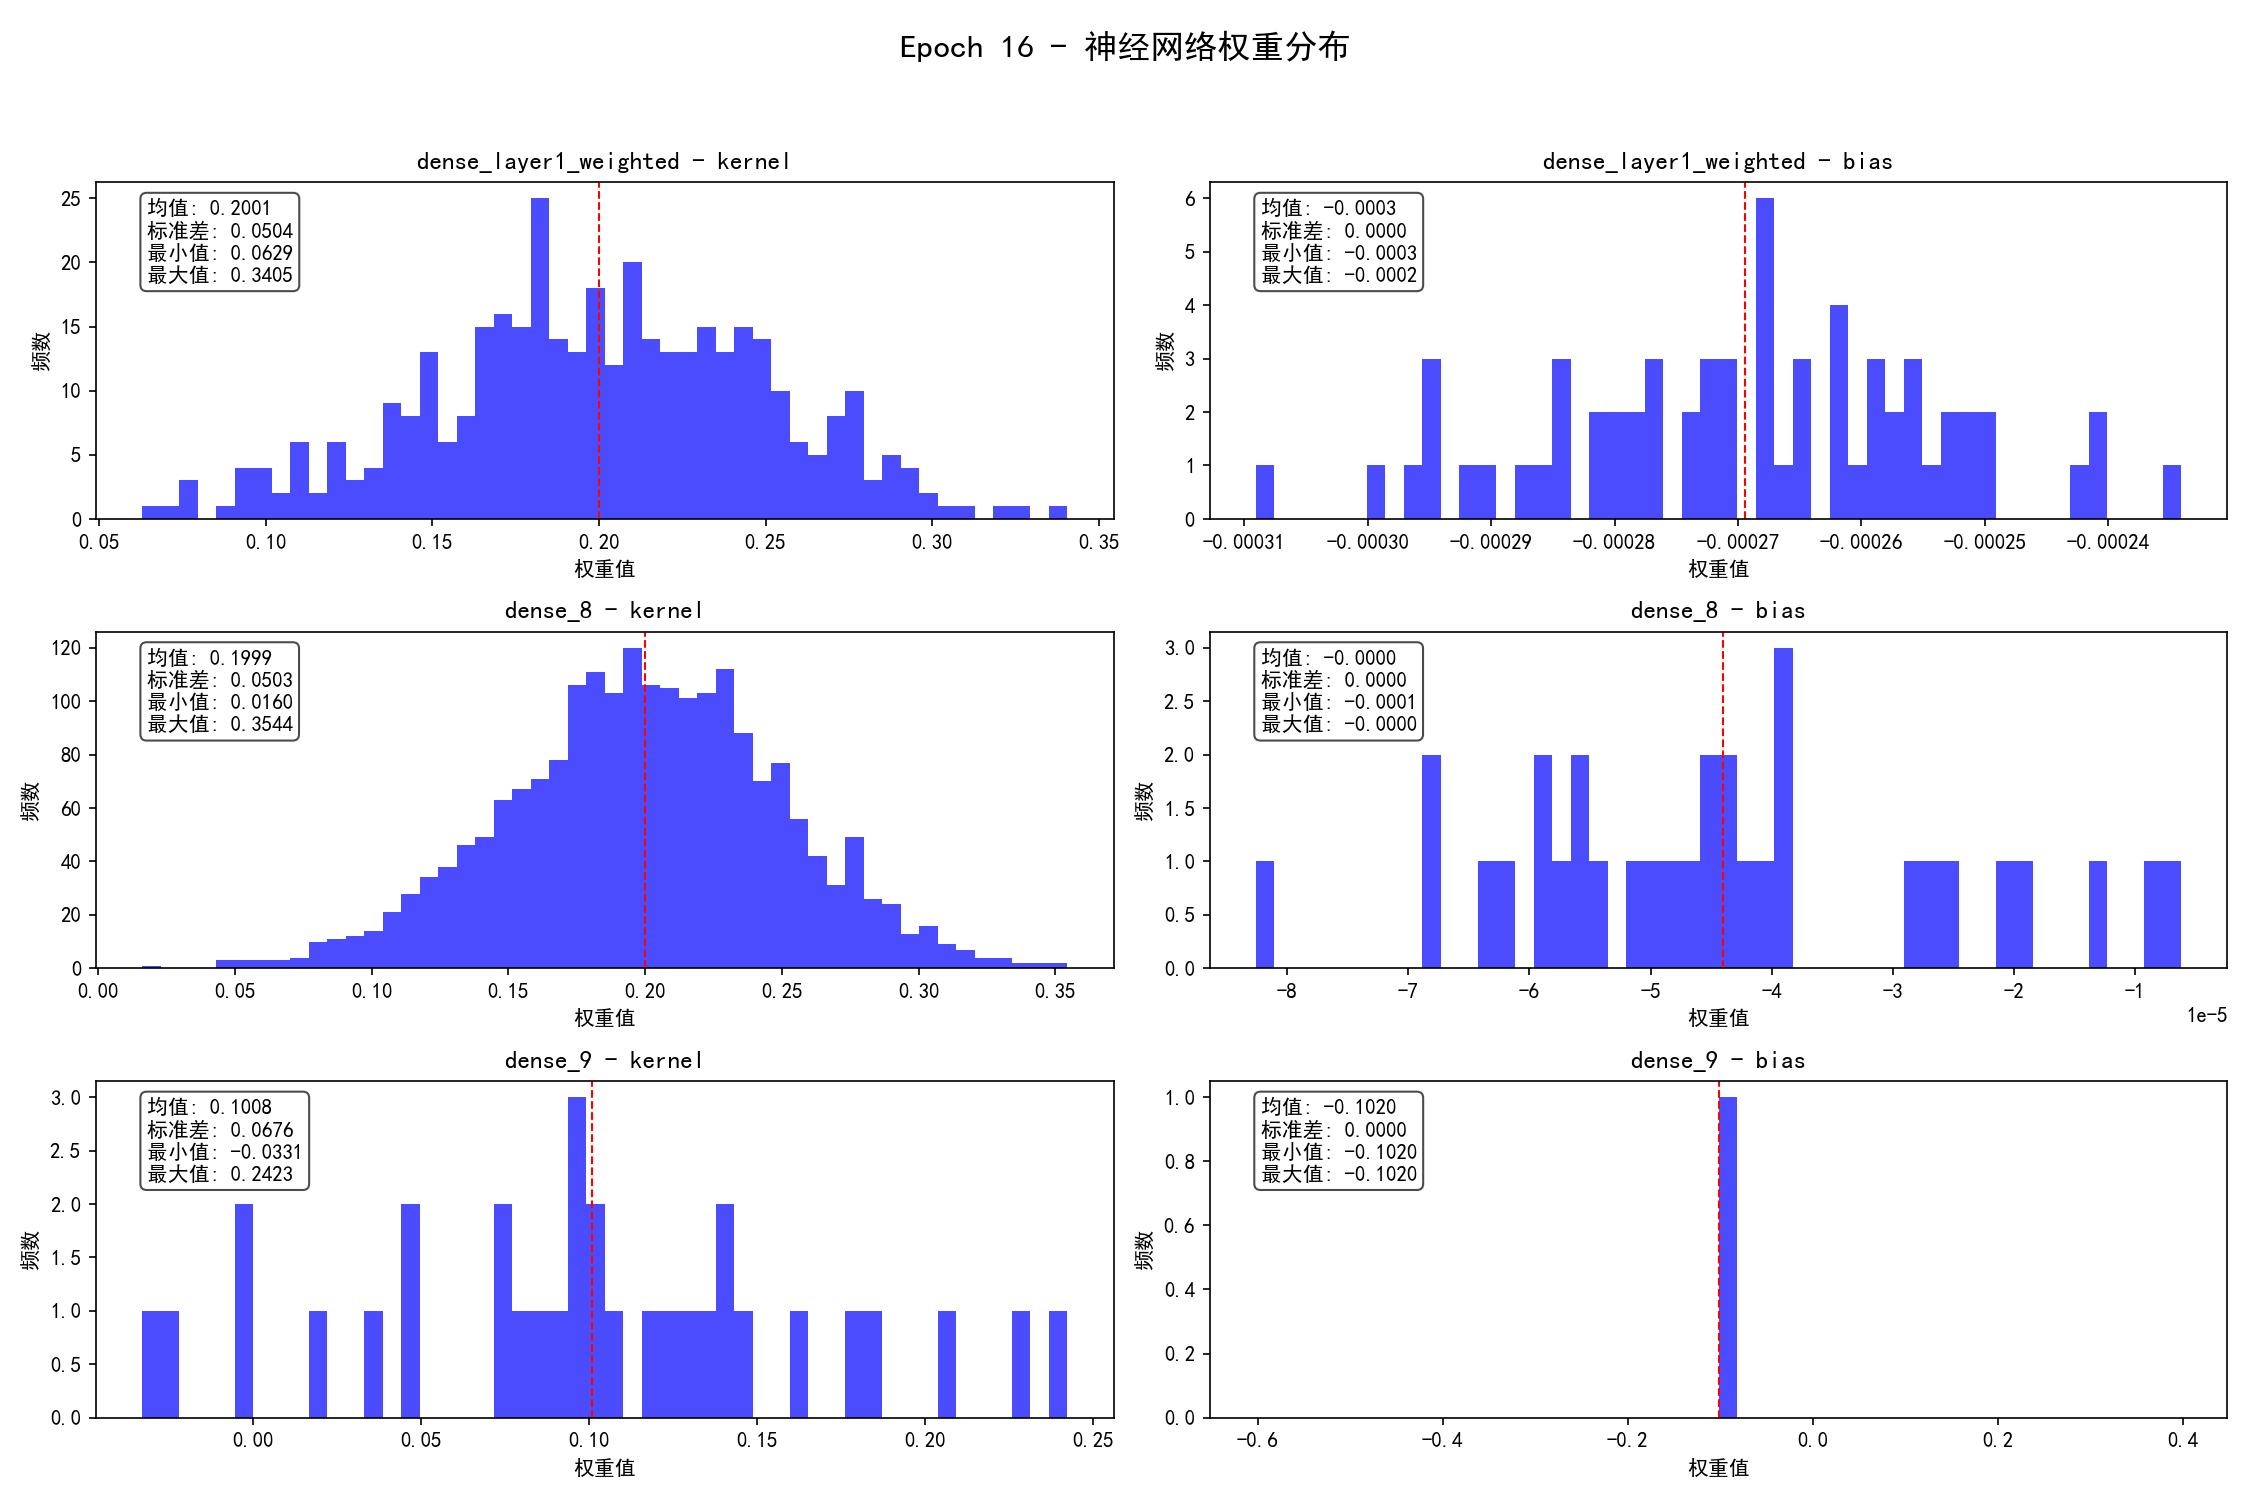 Epoch 16 - 神经网络权重分布
dense_layer1_weighted - kernel
均值: 0.2001
标准差: 0.0504
最小值: 0.0629
最大值: 0.3405
频数
25
20
15
10
5
0
0.05 0.10 0.15 0.20 0.25 0.30 0.35
权重值
dense_layer1_weighted - bias
均值: -0.0003
标准差: 0.0000
最小值: -0.0003
最大值: -0.0002
频数
6
5
4
3
2
1
0
-0.00031 -0.00030 -0.00029 -0.00028 -0.00027 -0.00026 -0.00025 -0.00024
权重值
dense_8 - kernel
均值: 0.1999
标准差: 0.0503
最小值: 0.0160
最大值: 0.3544
频数
120
100
80
60
40
20
0
0.00 0.05 0.10 0.15 0.20 0.25 0.30 0.35
权重值
dense_8 - bias
均值: -0.0000
标准差: 0.0000
最小值: -0.0001
最大值: -0.0000
频数
3.0
2.5
2.0
1.5
1.0
0.5
0.0
-8 -7 -6 -5 -4 -3 -2 -1
1e-5
权重值
dense_9 - kernel
均值: 0.1008
标准差: 0.0676
最小值: -0.0331
最大值: 0.2423
频数
3.0
2.5
2.0
1.5
1.0
0.5
0.0
0.00 0.05 0.10 0.15 0.20 0.25
权重值
dense_9 - bias
均值: -0.1020
标准差: 0.0000
最小值: -0.1020
最大值: -0.1020
频数
1.0
0.8
0.6
0.4
0.2
0.0
-0.6 -0.4 -0.2 0.0 0.2 0.4
权重值